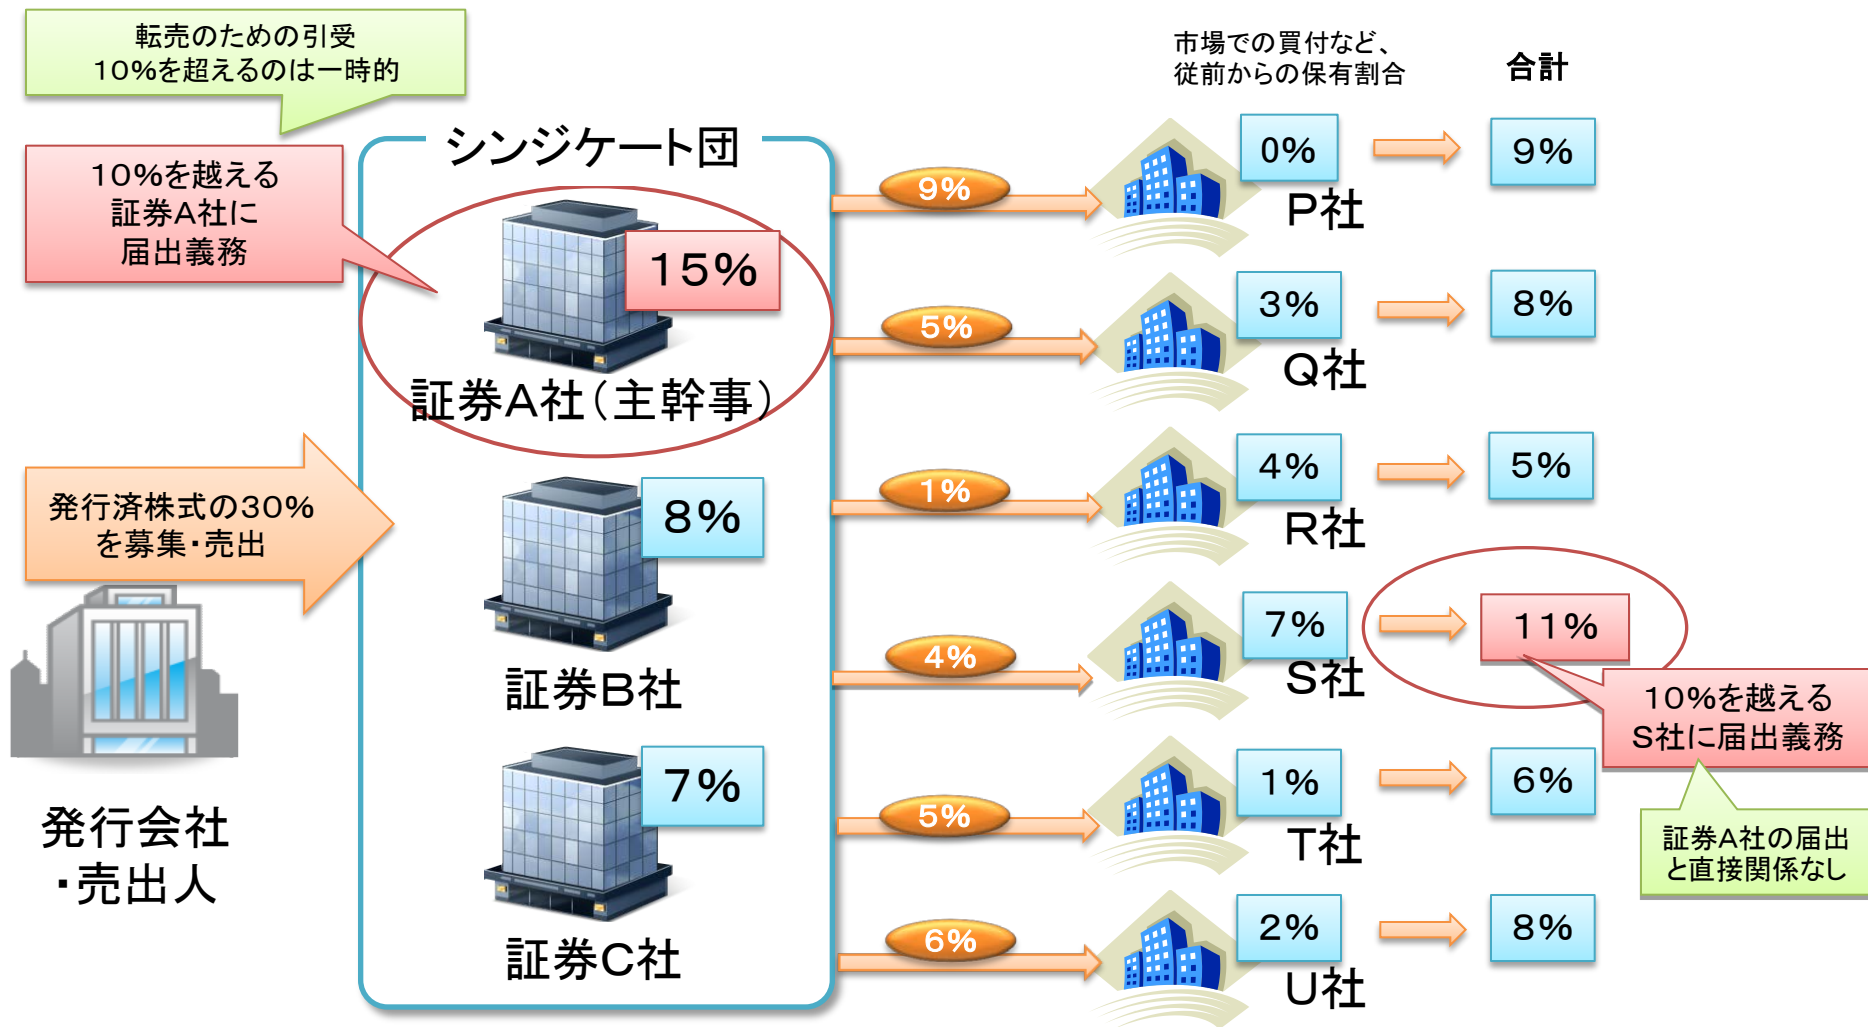 転売のための引受
10%を超えるのは一時的
10%を越える
証券A社に
届出義務
シンジケート団
15%
証券A社(主幹事)
8%
証券B社
7%
証券C社
発行済株式の30%
を募集・売出
発行会社
・売出人
市場での買付など、
従前からの保有割合
合計
9%
0%
9%
P社
5%
3%
8%
Q社
1%
4%
5%
R社
4%
7%
11%
S社
10%を越える
S社に届出義務
証券A社の届出
と直接関係なし
5%
1%
6%
T社
6%
2%
8%
U社